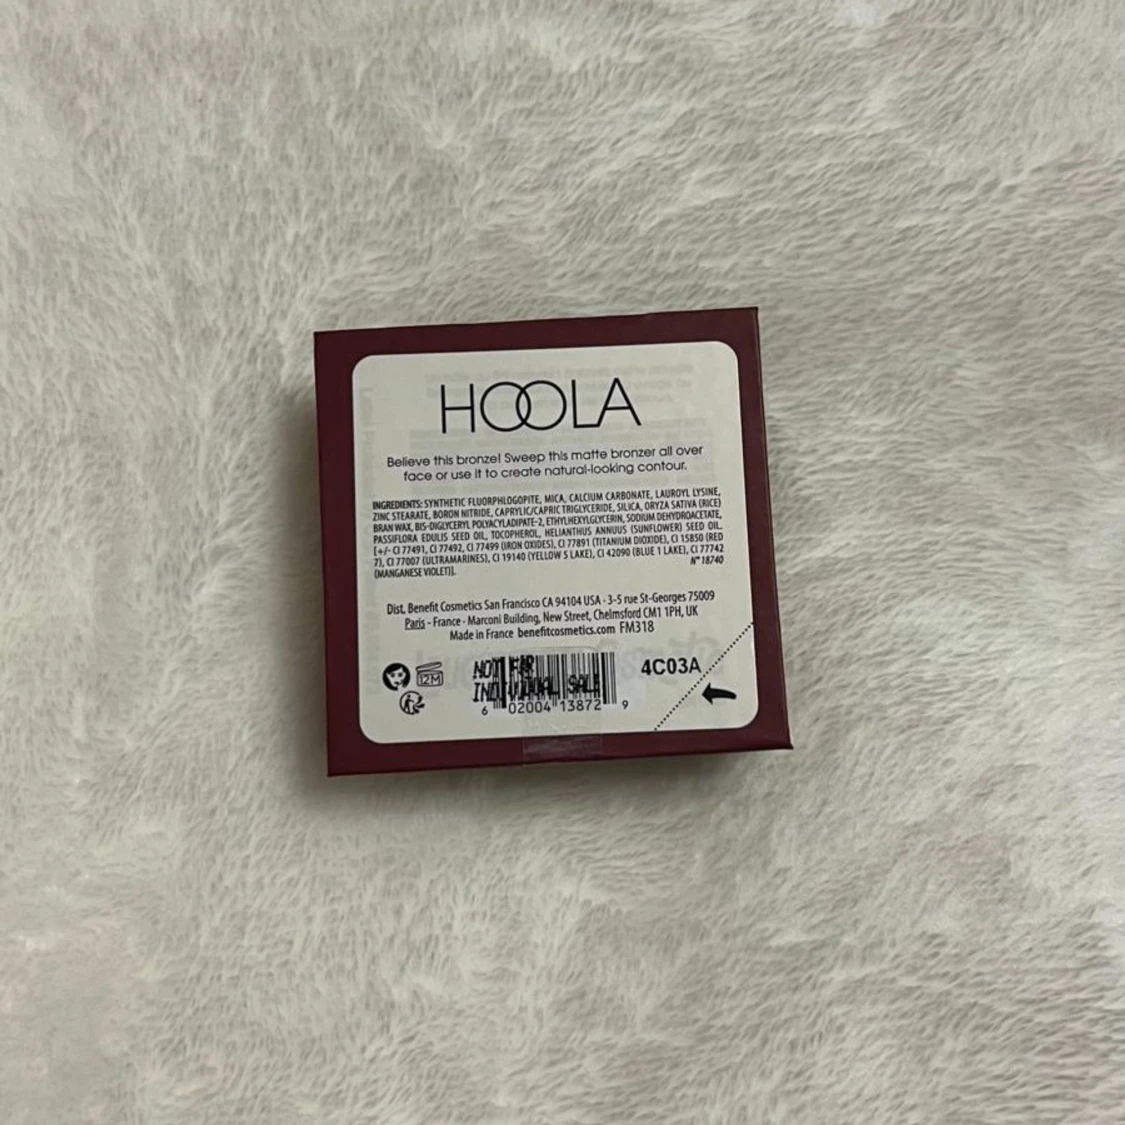 HOOLA
Believe this bronze! Sweep this matte bronzer all over
face or use it to create natural-looking contour.
INGREDIENTS: SYNTHETIC FLUORPHLOGOPITE, MICA, CALCIUM CARBONATE, LAUROYL LYSINE,
ZINC STEARATE, BORON NITRIDE, CAPRYLIC/CAPRIC TRIGLYCERIDE, SILICA, ORYZA SATIVA (RICE)
BRAN WAX, BIS-DIGLYCERYL POLYACYLADIPATE-2, ETHYLHEXYLGLYCERIN, SODIUM DEHYDROACETATE,
PASSIFLORA EDULIS SEED OIL, TOCOPHEROL, HELIANTHUS ANNUUS (SUNFLOWER) SEED OIL.
[+/- CI 77491, CI 77492, CI 77499 (IRON OXIDES), CI 77891 (TITANIUM DIOXIDE), CI 15850 (RED
7), CI 77007 (ULTRAMARINES), CI 19140 (YELLOW 5 LAKE), CI 42090 (BLUE 1 LAKE), CI 77742
(MANGANESE VIOLET)]. N° 18740
Dist. Benefit Cosmetics San Francisco CA 94104 USA · 3-5 rue St-Georges 75009
Paris - France · Marconi Building, New Street, Chelmsford CM1 1PH, UK
Made in France benefitcosmetics.com FM318
12M
NOT FOR
INDIVIDUAL SALE
6 02004 13872 9
4C03A